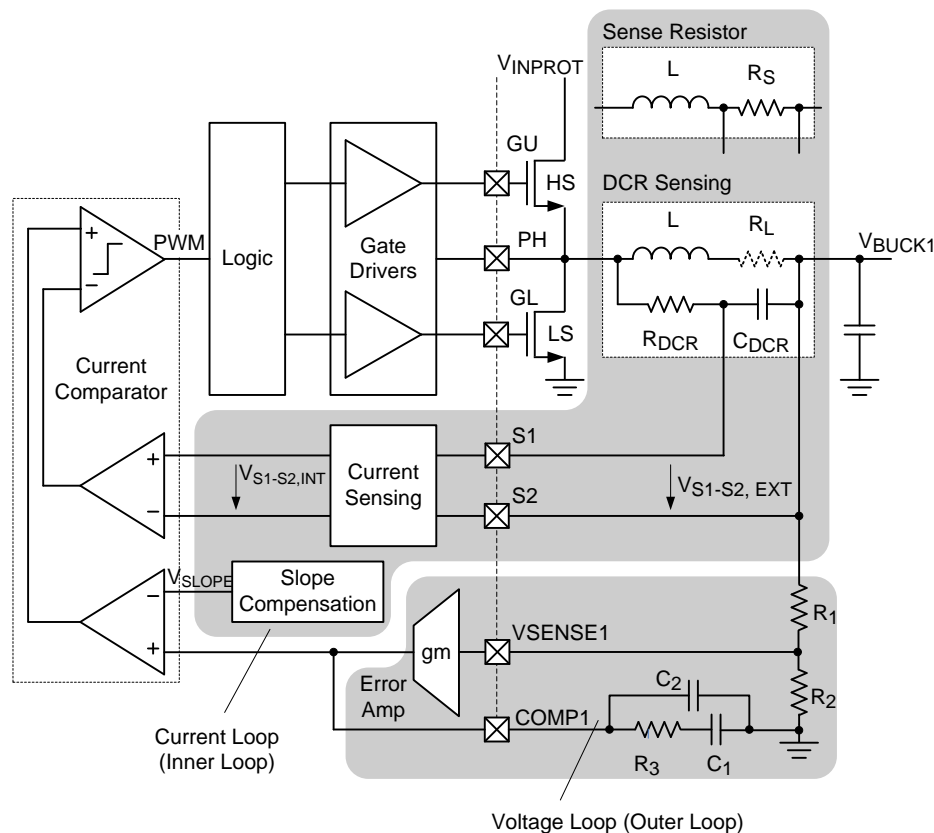 Sense Resistor
L
RS
VINPROT
GU
HS
DCR Sensing
L
RL
VBUCK1
PWM
Logic
Gate
Drivers
PH
GL
LS
RDCR
CDCR
+
−
Current
Comparator
+
−
VS1-S2,INT
Current
Sensing
S1
S2
VS1-S2, EXT
VSLOPE
Slope
Compensation
−
+
gm
Error
Amp
VSENSE1
R1
R2
COMP1
C2
R3
C1
Current Loop
(Inner Loop)
Voltage Loop (Outer Loop)